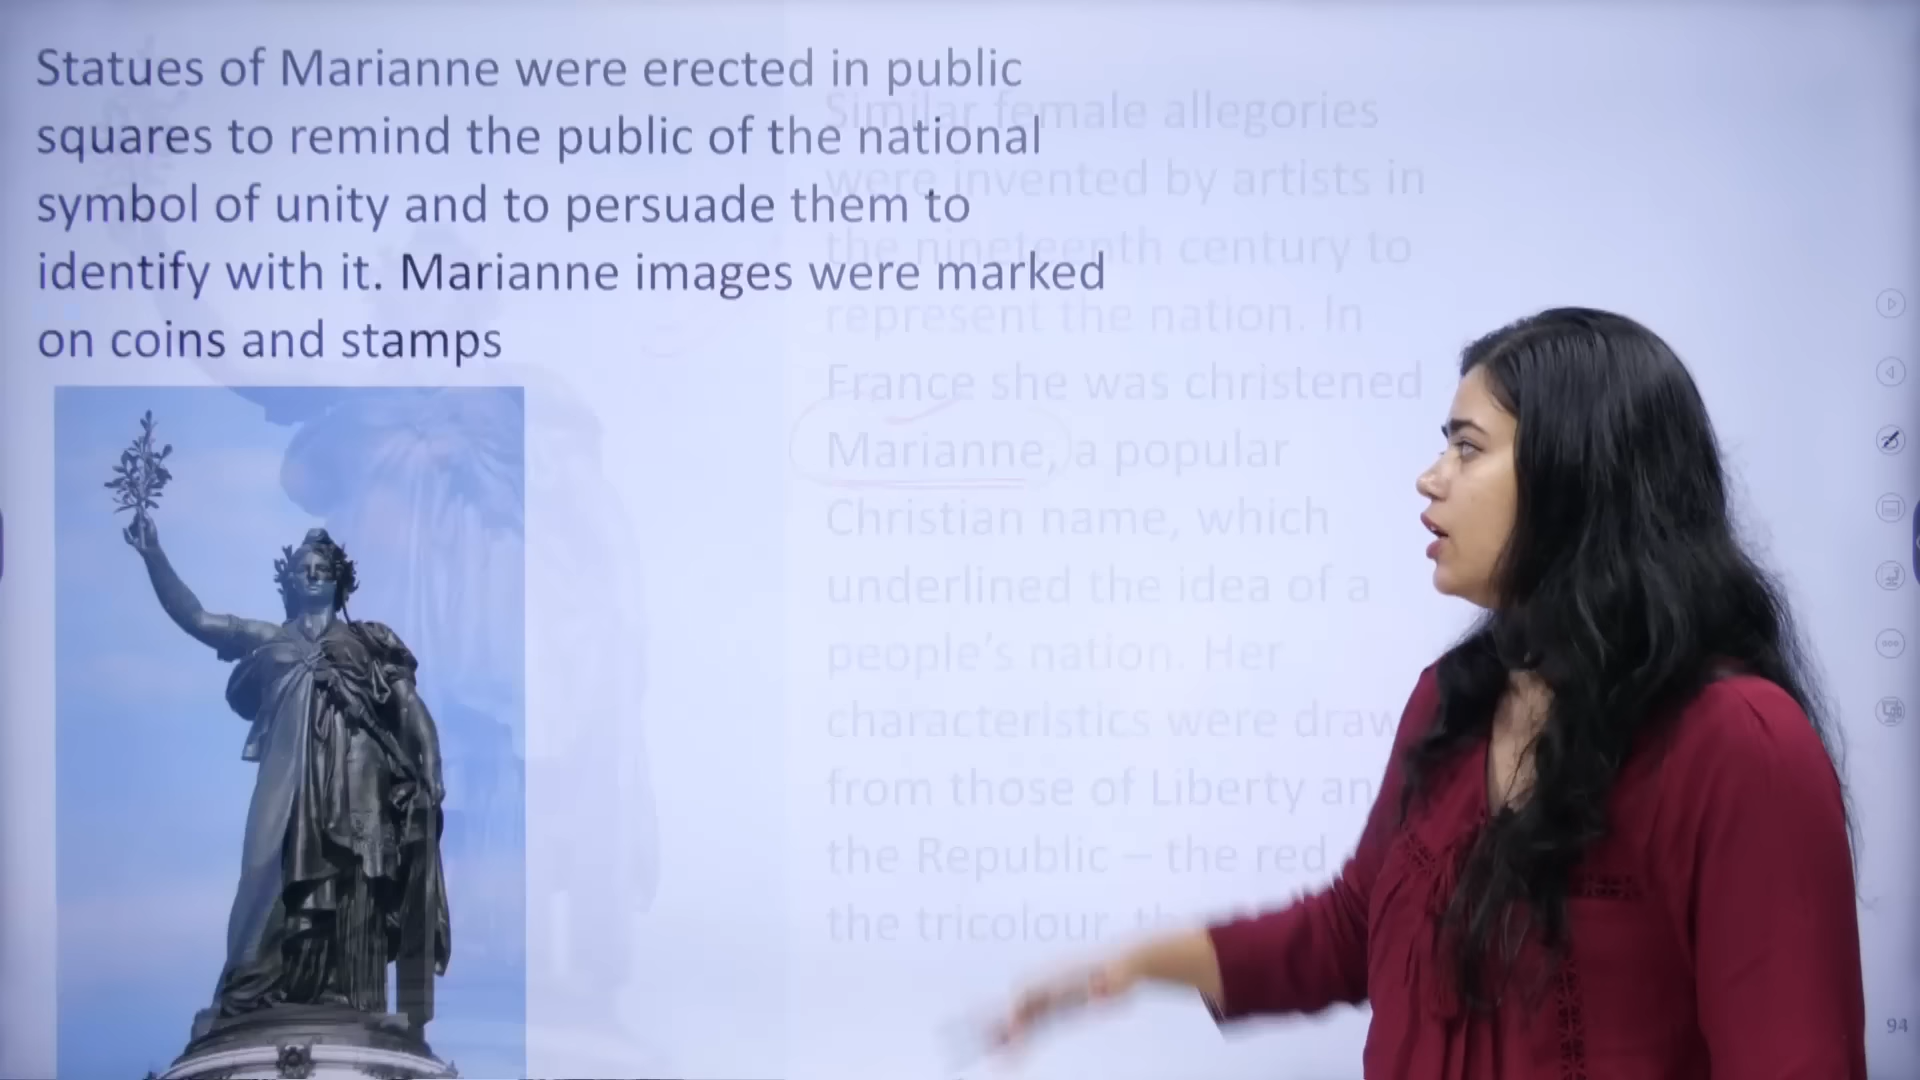 Statues of Marianne were erected in public
squares to remind the public of the national
symbol of unity and to persuade them to
identify with it. Marianne images were marked
on coins and stamps
Similar female allegories
were invented by artists in
the nineteenth century to
represent the nation. In
France she was christened
Marianne, a popular
Christian name, which
underlined the idea of a
people's nation. Her
characteristics were draw
from those of Liberty an
the Republic – the red
the tricolour,
94